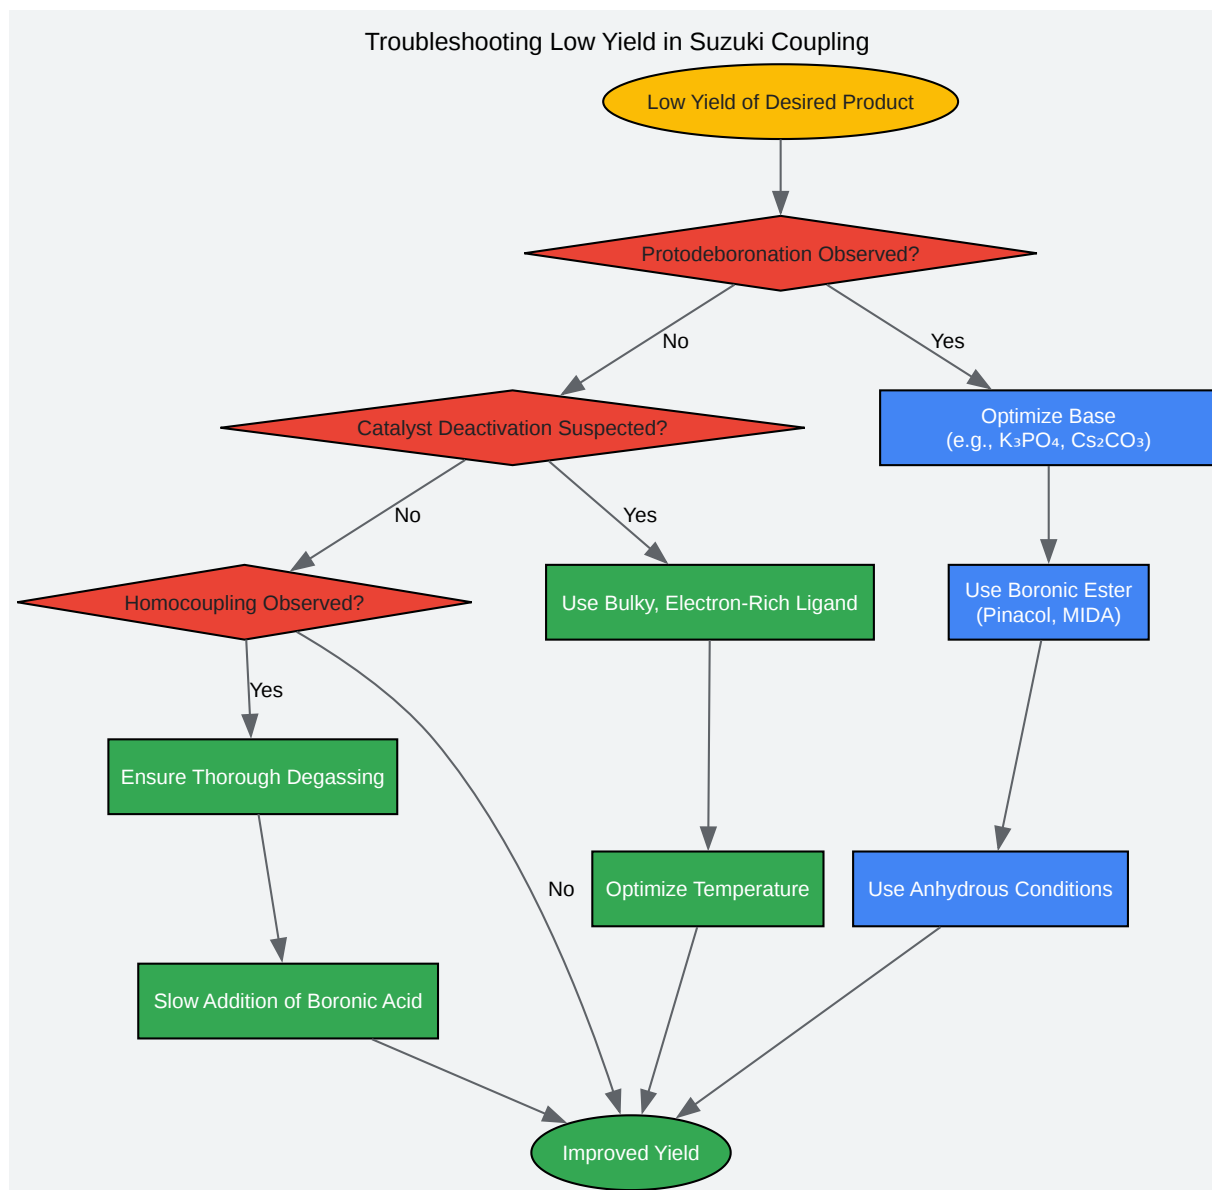 Troubleshooting Low Yield in Suzuki Coupling
Low Yield of Desired Product
Protodeboronation Observed?
No
Yes
Catalyst Deactivation Suspected?
Optimize Base
(e.g., K₃PO₄, Cs₂CO₃)
No
Yes
Homocoupling Observed?
Use Bulky, Electron-Rich Ligand
Use Boronic Ester
(Pinacol, MIDA)
Yes
Ensure Thorough Degassing
No
Optimize Temperature
Use Anhydrous Conditions
Slow Addition of Boronic Acid
Improved Yield